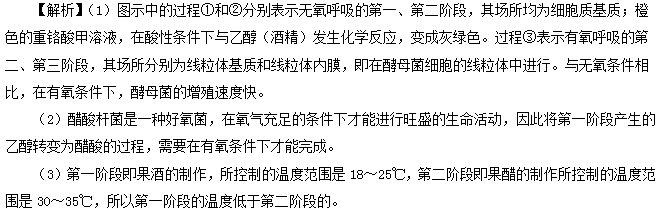 【解析】(1)图示中的过程①和②分别表示无氧呼吸的第一、第二阶段,其场所均为细胞质基质;橙
色的重铬酸甲溶液,在酸性条件下与乙醇(酒精)发生化学反应,变成灰绿色。过程③表示有氧呼吸的第
二、第三阶段,其场所分别为线粒体基质和线粒体内膜,即在酵母菌细胞的线粒体中进行。与无氧条件相
比,在有氧条件下,酵母菌的增殖速度快。
(2)醋酸杆菌是一种好氧菌,在氧气充足的条件下才能进行旺盛的生命活动,因此将第一阶段产生的
乙醇转变为醋酸的过程,需要在有氧条件下才能完成。
(3)第一阶段即果酒的制作,所控制的温度范围是 18~25℃,第二阶段即果醋的制作所控制的温度范
围是 30~35℃,所以第一阶段的温度低于第二阶段的。